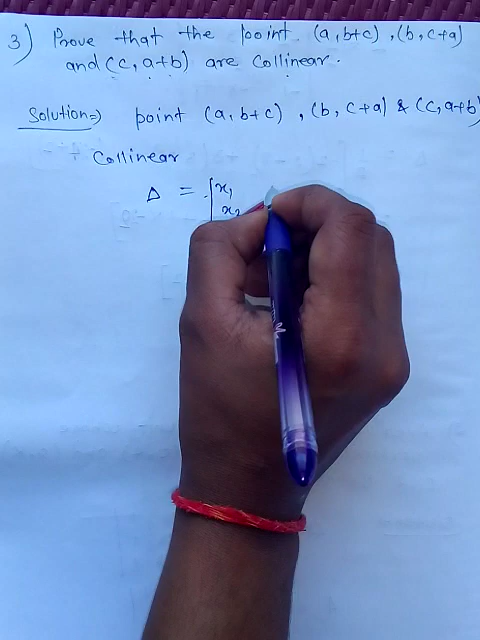 3) Prove that the point (a, b+c), (b, c+a)
and (c, a+b) are collinear.
Solution=) point (a, b+c), (b, c+a) & (c, a+b)
Collinear
Δ = | x₁
x₂